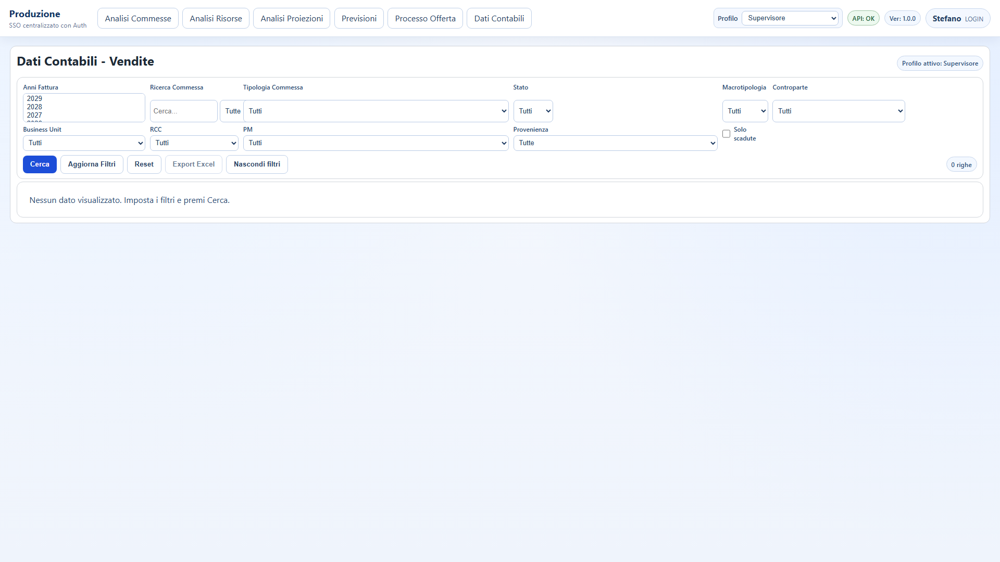 Produzione
SSO centralizzato con Auth
Analisi Commesse
Analisi Risorse
Analisi Proiezioni
Previsioni
Processo Offerta
Dati Contabili
Profilo
Supervisore
API: OK
Ver: 1.0.0
Stefano LOGIN
Dati Contabili - Vendite
Profilo attivo: Supervisore
Anni Fattura
Ricerca Commessa
Tipologia Commessa
Stato
Macrotipologia
Controparte
2029
2028
2027
Cerca...
Tutte
Tutti
Tutti
Tutti
Tutti
Business Unit
RCC
PM
Provenienza
Solo
scadute
Tutti
Tutti
Tutti
Tutte
Cerca
Aggiorna Filtri
Reset
Export Excel
Nascondi filtri
0 righe
Nessun dato visualizzato. Imposta i filtri e premi Cerca.